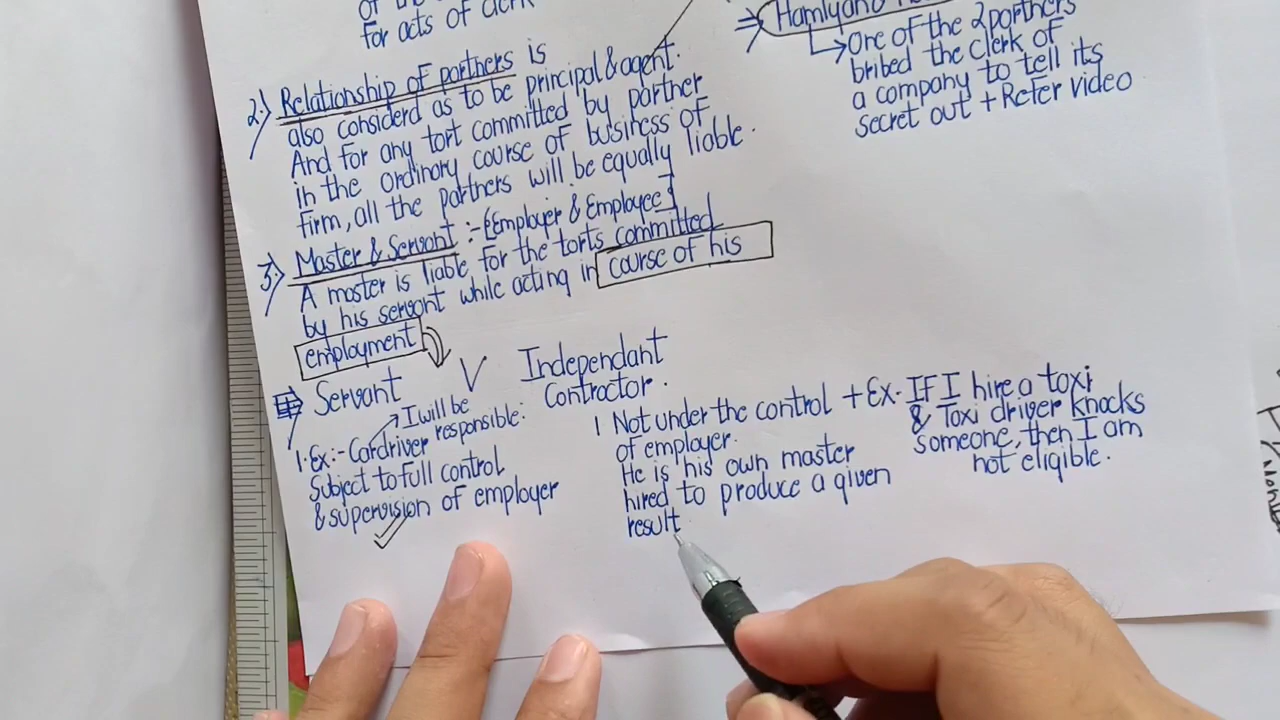 for acts of clerk
2.) Relationship of partners is
also considerd as to be principal & agent.
And for any tort committed by partner
in the ordinary course of business of
firm, all the partners will be equally liable.
3.) Master & Servant :- [Employer & Employee]
A master is liable for the torts committed
by his servant while acting in course of his
employment
Servant V Independant
Contractor.
I will be
responsible:
1. Ex:- Car driver
Subject to full control
& supervision of employer
1 Not under the control
of employer.
He is his own master
hired to produce a given
result
+ Ex- IF I hire a taxi
& Taxi driver knocks
someone, then I am
not eligible.
⇒ Hamlyn
→ One of the 2 partners
bribed the clerk of
a company to tell its
secret out + Refer video